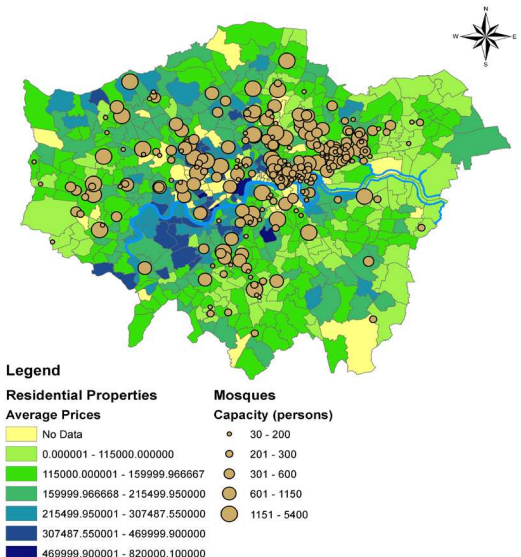 N
W
E
S
Legend
Residential Properties
Average Prices
No Data
0.000001 - 115000.000000
115000.000001 - 159999.966667
159999.966668 - 215499.950000
215499.950001 - 307487.550000
307487.550001 - 469999.900000
469999.900001 - 820000.100000
Mosques
Capacity (persons)
30 - 200
201 - 300
301 - 600
601 - 1150
1151 - 5400